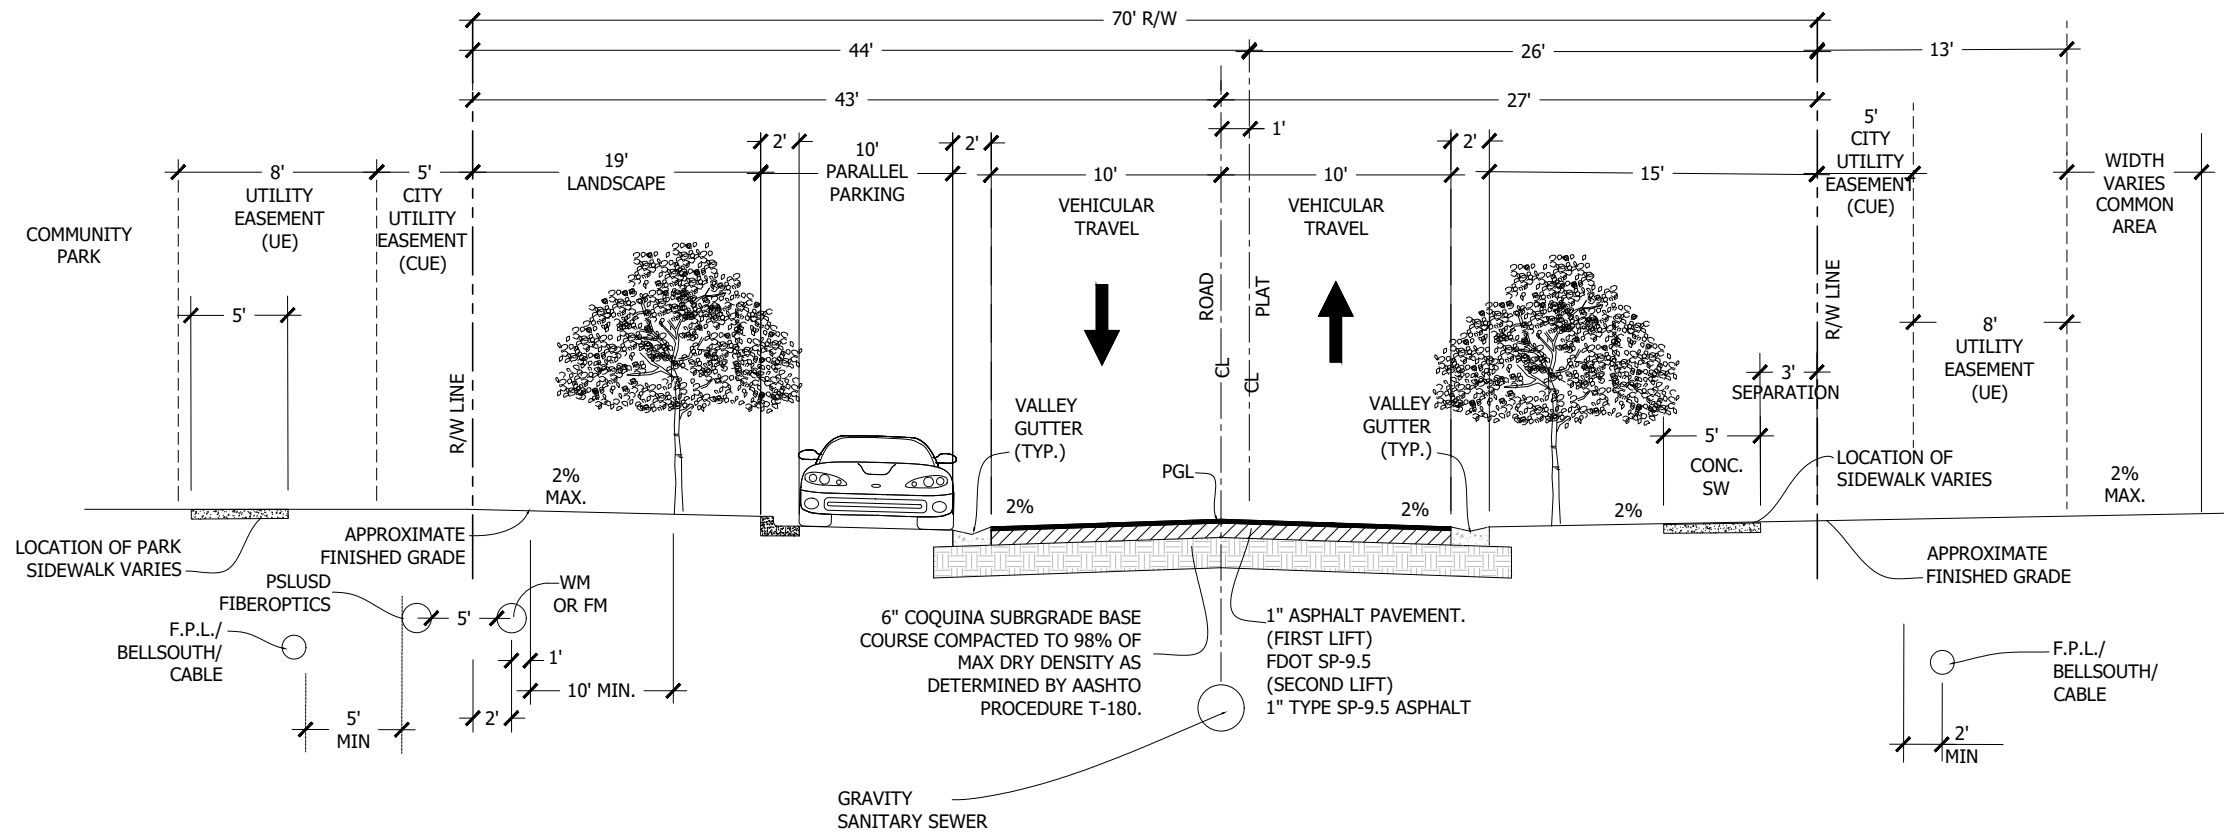 70' R/W
44'
26'
13'
43'
27'
1'
2'
2'
2'
19'
LANDSCAPE
10'
PARALLEL
PARKING
8'
UTILITY
EASEMENT
(UE)
5'
CITY
UTILITY
EASEMENT
(CUE)
10'
VEHICULAR
TRAVEL
10'
VEHICULAR
TRAVEL
15'
5'
CITY
UTILITY
EASEMENT
(CUE)
WIDTH
VARIES
COMMON
AREA
COMMUNITY
PARK
5'
R/W LINE
ROAD
CL
PLAT
CL
R/W LINE
8'
UTILITY
EASEMENT
(UE)
3'
SEPARATION
VALLEY
GUTTER
(TYP.)
VALLEY
GUTTER
(TYP.)
5'
CONC.
SW
LOCATION OF
SIDEWALK VARIES
PGL
2%
MAX.
2%
2%
2%
2%
MAX.
LOCATION OF PARK
SIDEWALK VARIES
APPROXIMATE
FINISHED GRADE
APPROXIMATE
FINISHED GRADE
PSLUSD
FIBEROPTICS
5'
WM
OR FM
F.P.L./
BELLSOUTH/
CABLE
1'
10' MIN.
2'
5'
MIN
6" COQUINA SUBRGRADE BASE
COURSE COMPACTED TO 98% OF
MAX DRY DENSITY AS
DETERMINED BY AASHTO
PROCEDURE T-180.
1" ASPHALT PAVEMENT.
(FIRST LIFT)
FDOT SP-9.5
(SECOND LIFT)
1" TYPE SP-9.5 ASPHALT
F.P.L./
BELLSOUTH/
CABLE
2'
MIN
GRAVITY
SANITARY SEWER